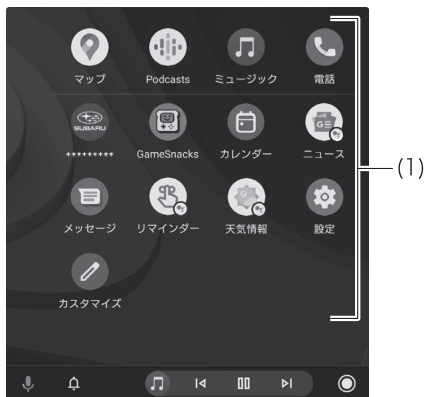 マップ Podcasts ミュージック 電話
SUBARU
********* GameSnacks カレンダー ニュース
(1)
メッセージ リマインダー 天気情報 設定
カスタマイズ